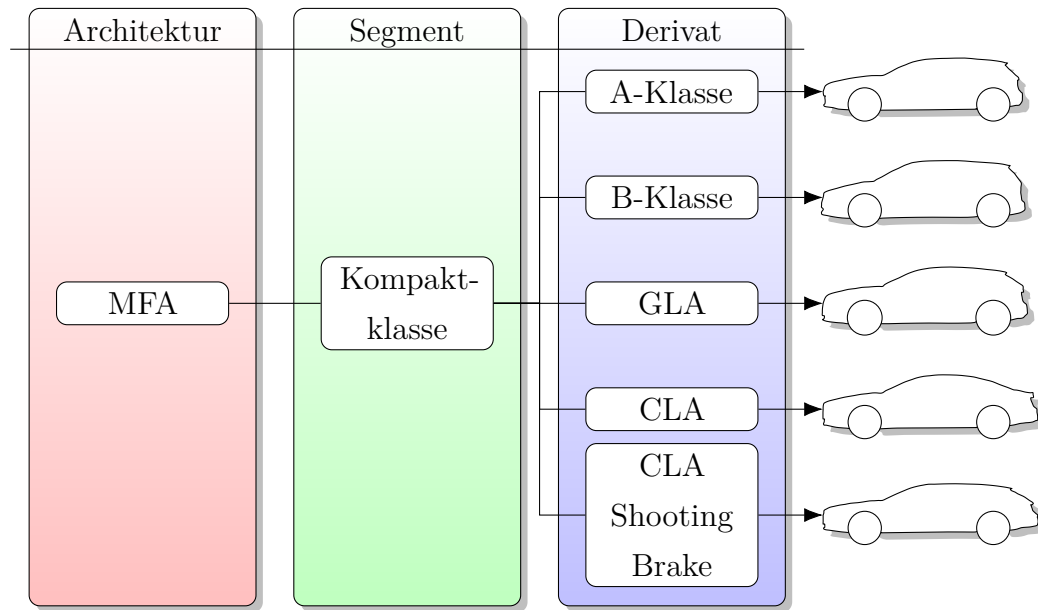 Architektur
Segment
Derivat
A-Klasse
B-Klasse
MFA
Kompakt-
klasse
GLA
CLA
CLA
Shooting
Brake